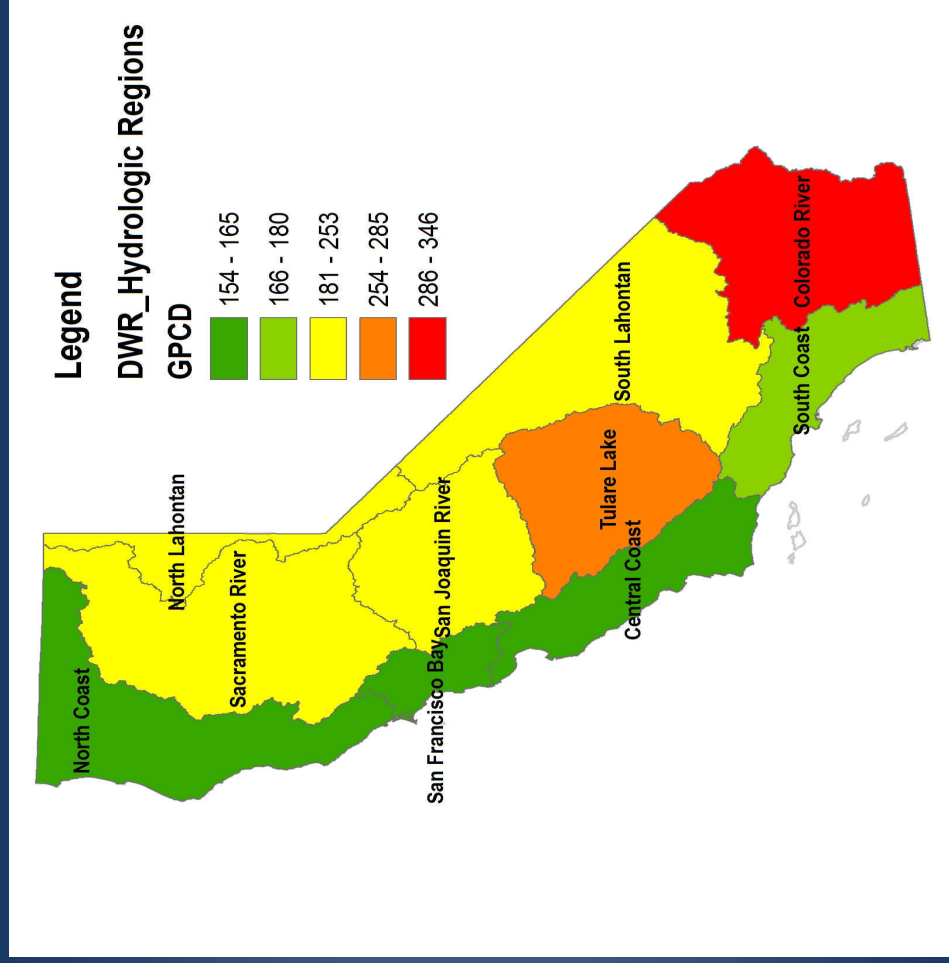 Legend
DWR_Hydrologic Regions
GPCD
154 - 165
166 - 180
181 - 253
254 - 285
286 - 346
North Coast
North Lahontan
Sacramento River
San Francisco Bay
San Joaquin River
Central Coast
Tulare Lake
South Lahontan
South Coast
Colorado River